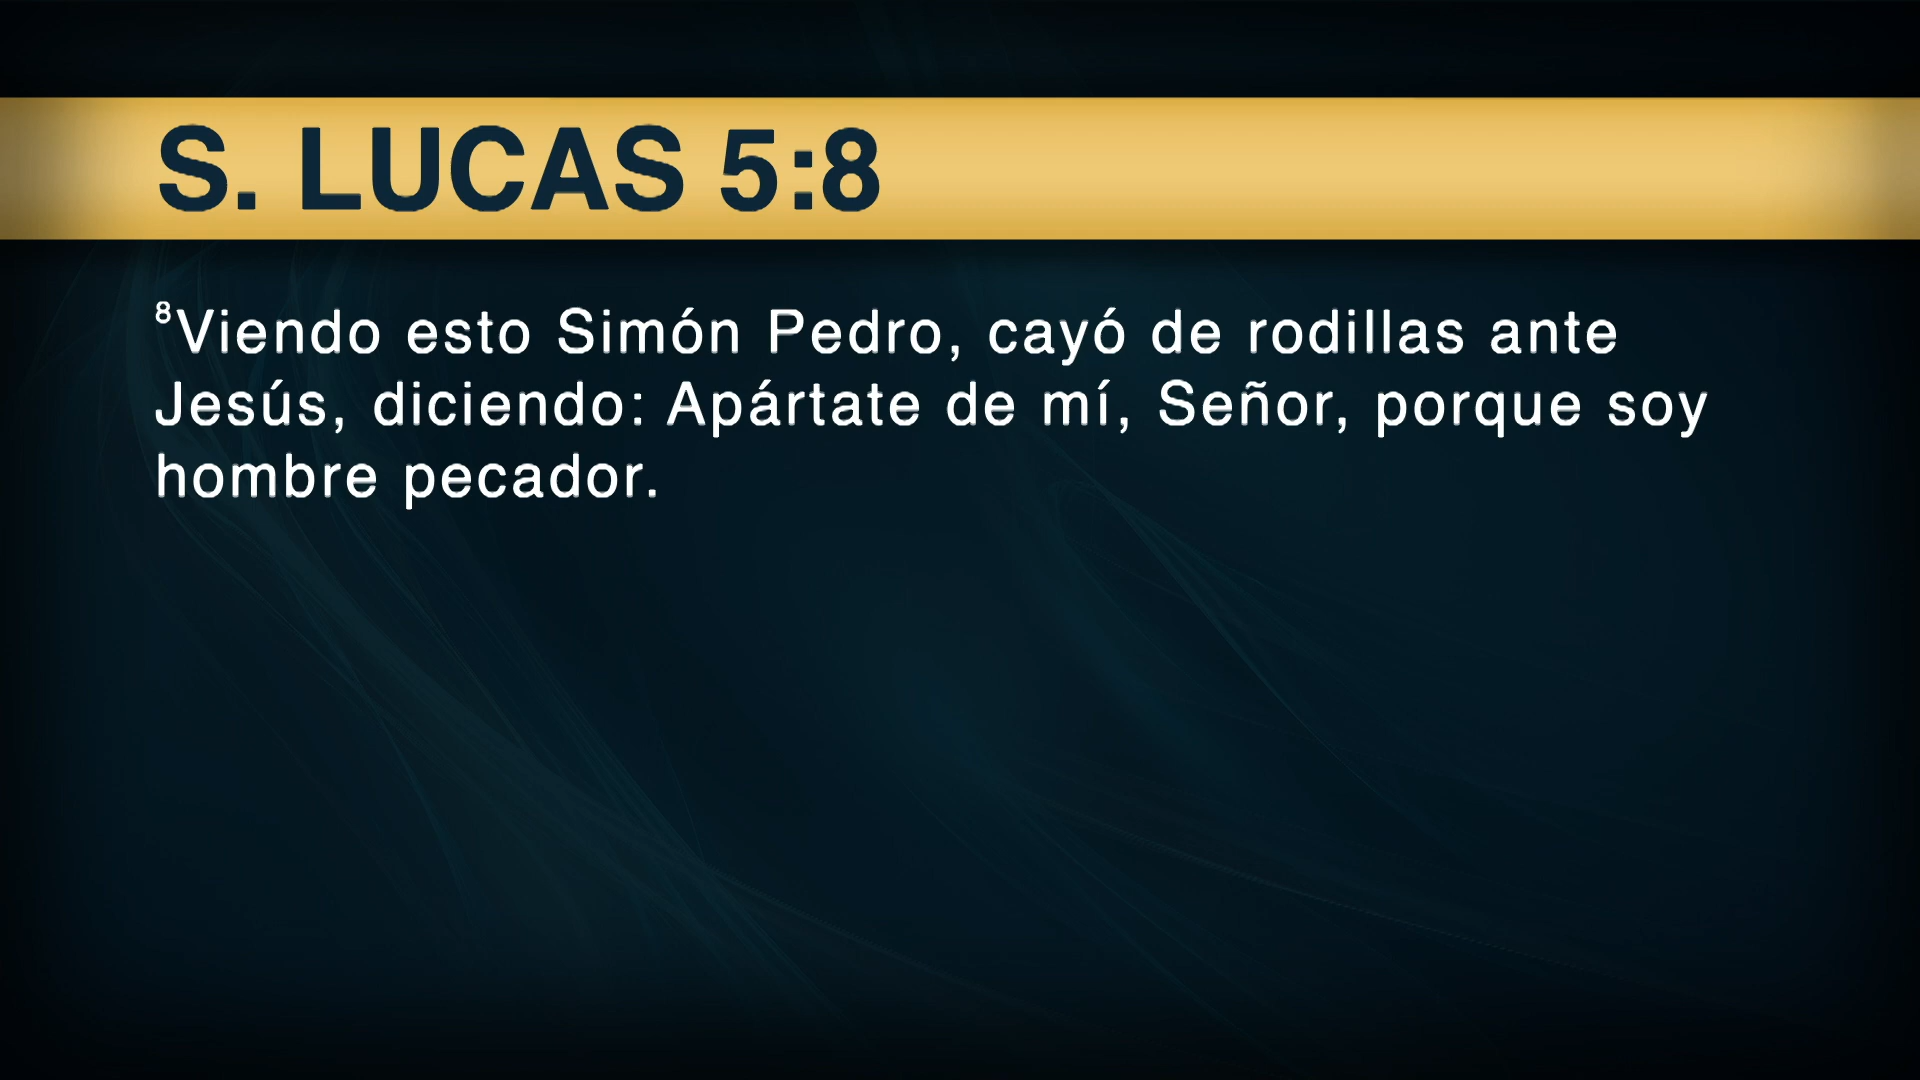 S. LUCAS 5:8
⁸Viendo esto Simón Pedro, cayó de rodillas ante
Jesús, diciendo: Apártate de mí, Señor, porque soy
hombre pecador.